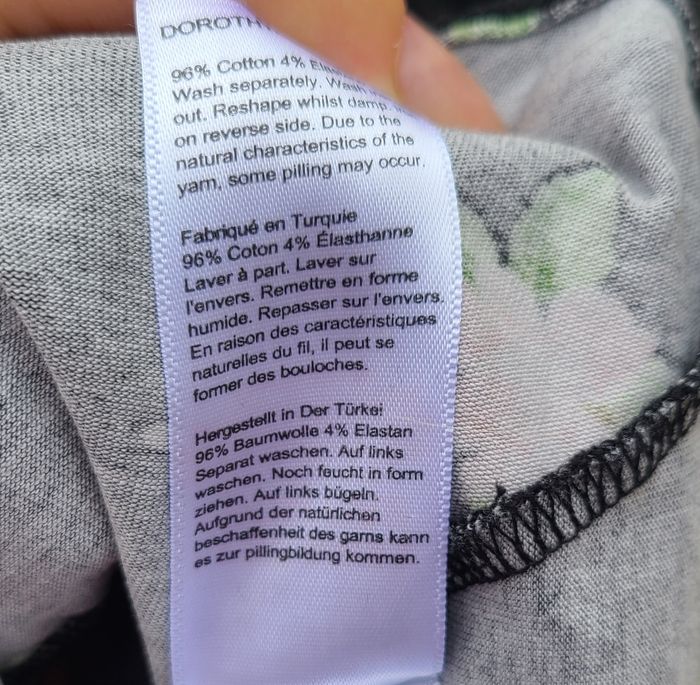 96% Cotton 4%
Wash separately. Wash
out. Reshape whilst damp.
on reverse side. Due to the
natural characteristics of the
yarn, some pilling may occur.
Fabriqué en Turquie
96% Coton 4% Élasthanne
Laver à part. Laver sur
l'envers. Remettre en forme
humide. Repasser sur l'envers.
En raison des caractéristiques
naturelles du fil, il peut se
former des bouloches.
Hergestellt in Der Türkei
96% Baumwolle 4% Elastan
Separat waschen. Auf links
waschen. Noch feucht in form
ziehen. Auf links bügeln.
Aufgrund der natürlichen
beschaffenheit des garns kann
es zur pillingbildung kommen.